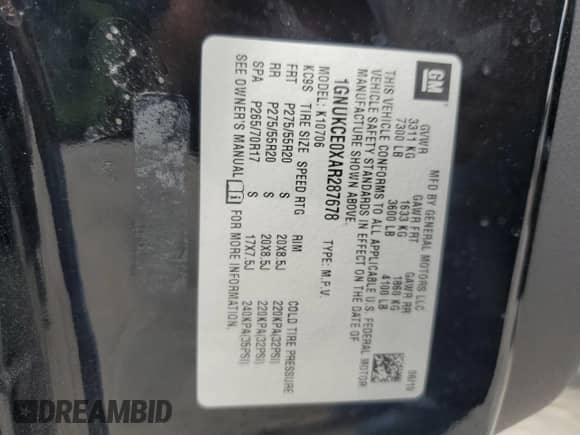 GM
MFD BY GENERAL MOTORS LLC
06/10
GVWR GAWR FRT GAWR RR
3311 KG 1633 KG 1860 KG
7300 LB 3600 LB 4100 LB
THIS VEHICLE CONFORMS TO ALL APPLICABLE U.S. FEDERAL MOTOR
VEHICLE SAFETY STANDARDS IN EFFECT ON THE DATE OF
MANUFACTURE SHOWN ABOVE.
1GNUKCE0XAR287678 TYPE: M.P.V.
MODEL: K10706
KC9S TIRE SIZE SPEED RTG RIM COLD TIRE PRESSURE
FRT P275/55R20 S 20X8.5J 220KPA(32PSI)
RR P275/55R20 S 20X8.5J 220KPA(32PSI)
SPA P265/70R17 S 17X7.5J 240KPA(35PSI)
SEE OWNER'S MANUAL i FOR MORE INFORMATION.
DREAMBID